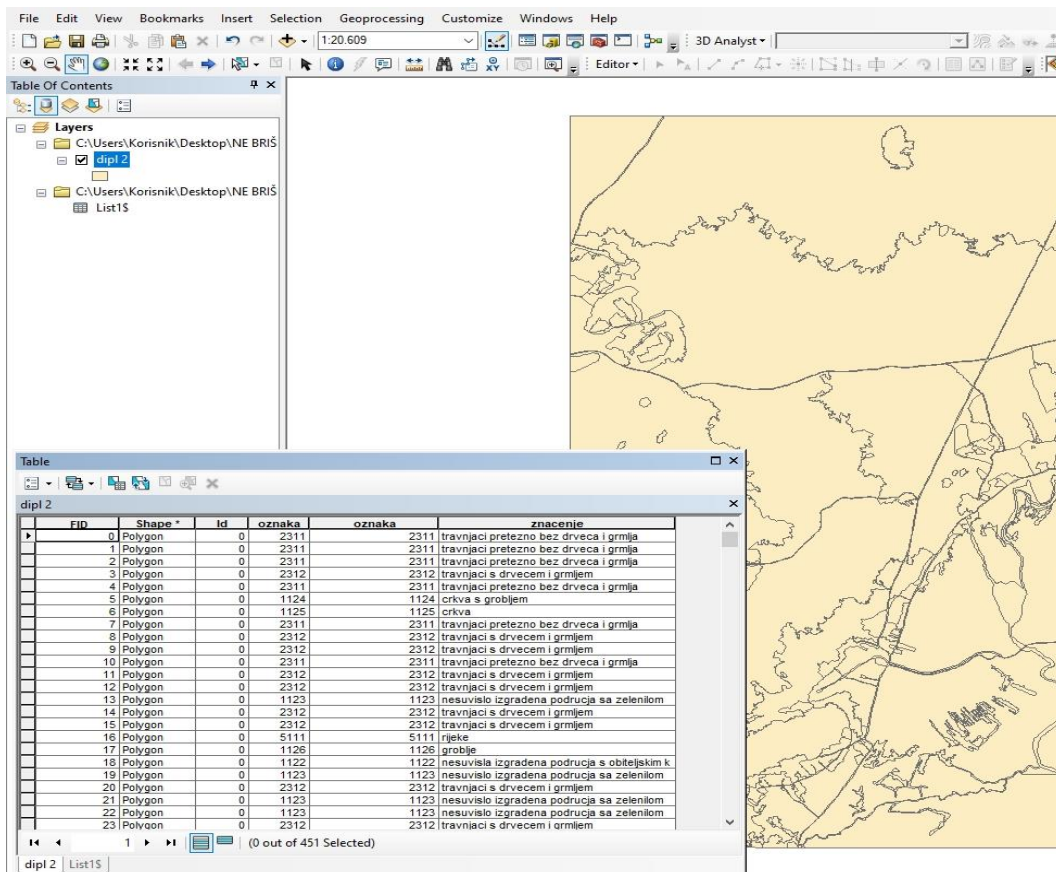 File Edit View Bookmarks Insert Selection Geoprocessing Customize Windows Help
1:20.609
3D Analyst
Editor
Table Of Contents
Layers
C:\Users\Korisnik\Desktop\NE BRIŠ
dipl 2
C:\Users\Korisnik\Desktop\NE BRIŠ
List1$
Table
dipl 2
FID Shape * Id oznaka oznaka znacenje
0 Polygon 0 2311 2311 travnjaci pretezno bez drveca i grmlja
1 Polygon 0 2311 2311 travnjaci pretezno bez drveca i grmlja
2 Polygon 0 2311 2311 travnjaci pretezno bez drveca i grmlja
3 Polygon 0 2312 2312 travnjaci s drvecem i grmljem
4 Polygon 0 2311 2311 travnjaci pretezno bez drveca i grmlja
5 Polygon 0 1124 1124 crkva s grobljem
6 Polygon 0 1125 1125 crkva
7 Polygon 0 2311 2311 travnjaci pretezno bez drveca i grmlja
8 Polygon 0 2312 2312 travnjaci s drvecem i grmljem
9 Polygon 0 2312 2312 travnjaci s drvecem i grmljem
10 Polygon 0 2311 2311 travnjaci pretezno bez drveca i grmlja
11 Polygon 0 2312 2312 travnjaci s drvecem i grmljem
12 Polygon 0 2312 2312 travnjaci s drvecem i grmljem
13 Polygon 0 1123 1123 nesuvislo izgradena podrucja sa zelenilom
14 Polygon 0 2312 2312 travnjaci s drvecem i grmljem
15 Polygon 0 2312 2312 travnjaci s drvecem i grmljem
16 Polygon 0 5111 5111 rijeke
17 Polygon 0 1126 1126 groblje
18 Polygon 0 1122 1122 nesuvisla izgradena podrucja s obiteljskim k
19 Polygon 0 1123 1123 nesuvislo izgradena podrucja sa zelenilom
20 Polygon 0 2312 2312 travnjaci s drvecem i grmljem
21 Polygon 0 1123 1123 nesuvislo izgradena podrucja sa zelenilom
22 Polygon 0 1123 1123 nesuvislo izgradena podrucja sa zelenilom
23 Polygon 0 2312 2312 travnjaci s drvecem i grmljem
1 (0 out of 451 Selected)
dipl 2 List1$